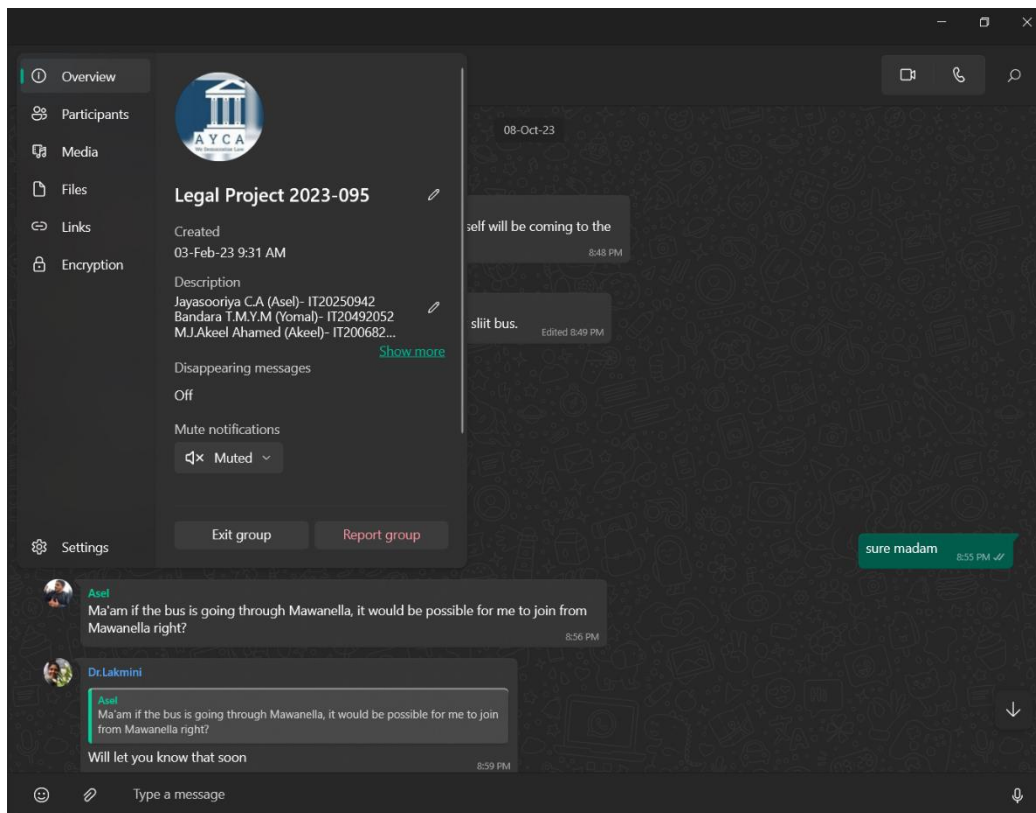 Overview
Participants
Media
Files
Links
Encryption
Settings
AYCA
We Democratize Law
Legal Project 2023-095
Created
03-Feb-23 9:31 AM
Description
Jayasooriya C.A (Asel)- IT20250942
Bandara T.M.Y.M (Yomal)- IT20492052
M.J.Akeel Ahamed (Akeel)- IT200682...
Show more
Disappearing messages
Off
Mute notifications
Muted
Exit group
Report group
08-Oct-23
self will be coming to the
8:48 PM
sliit bus.
Edited 8:49 PM
sure madam
8:55 PM
Asel
Ma'am if the bus is going through Mawanella, it would be possible for me to join from
Mawanella right?
8:56 PM
Dr.Lakmini
Asel
Ma'am if the bus is going through Mawanella, it would be possible for me to join
from Mawanella right?
Will let you know that soon
8:59 PM
Type a message